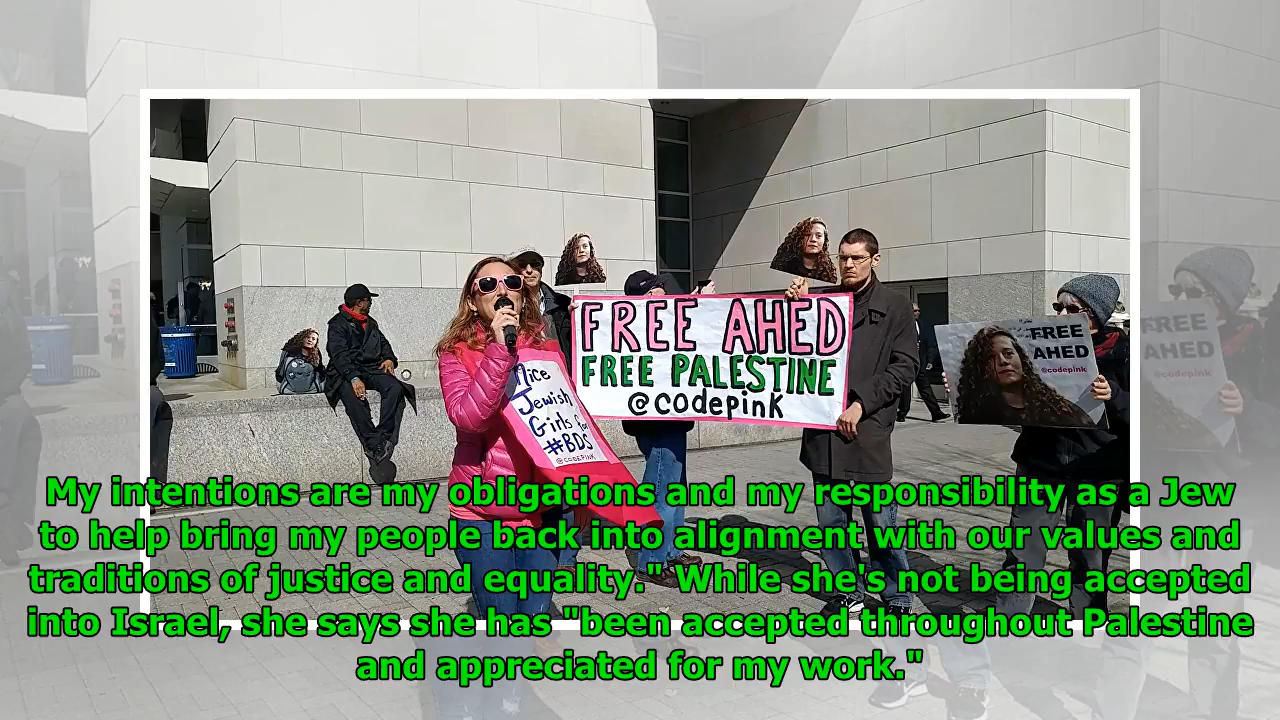 FREE AHED
FREE PALESTINE
@codepink
Nice
Jewish
Girls for
#BDS
@CODEPINK
FREE
AHED
@codepink
FREE
AHED
@codepink
My intentions are my obligations and my responsibility as a Jew
to help bring my people back into alignment with our values and
traditions of justice and equality." While she's not being accepted
into Israel, she says she has "been accepted throughout Palestine
and appreciated for my work."